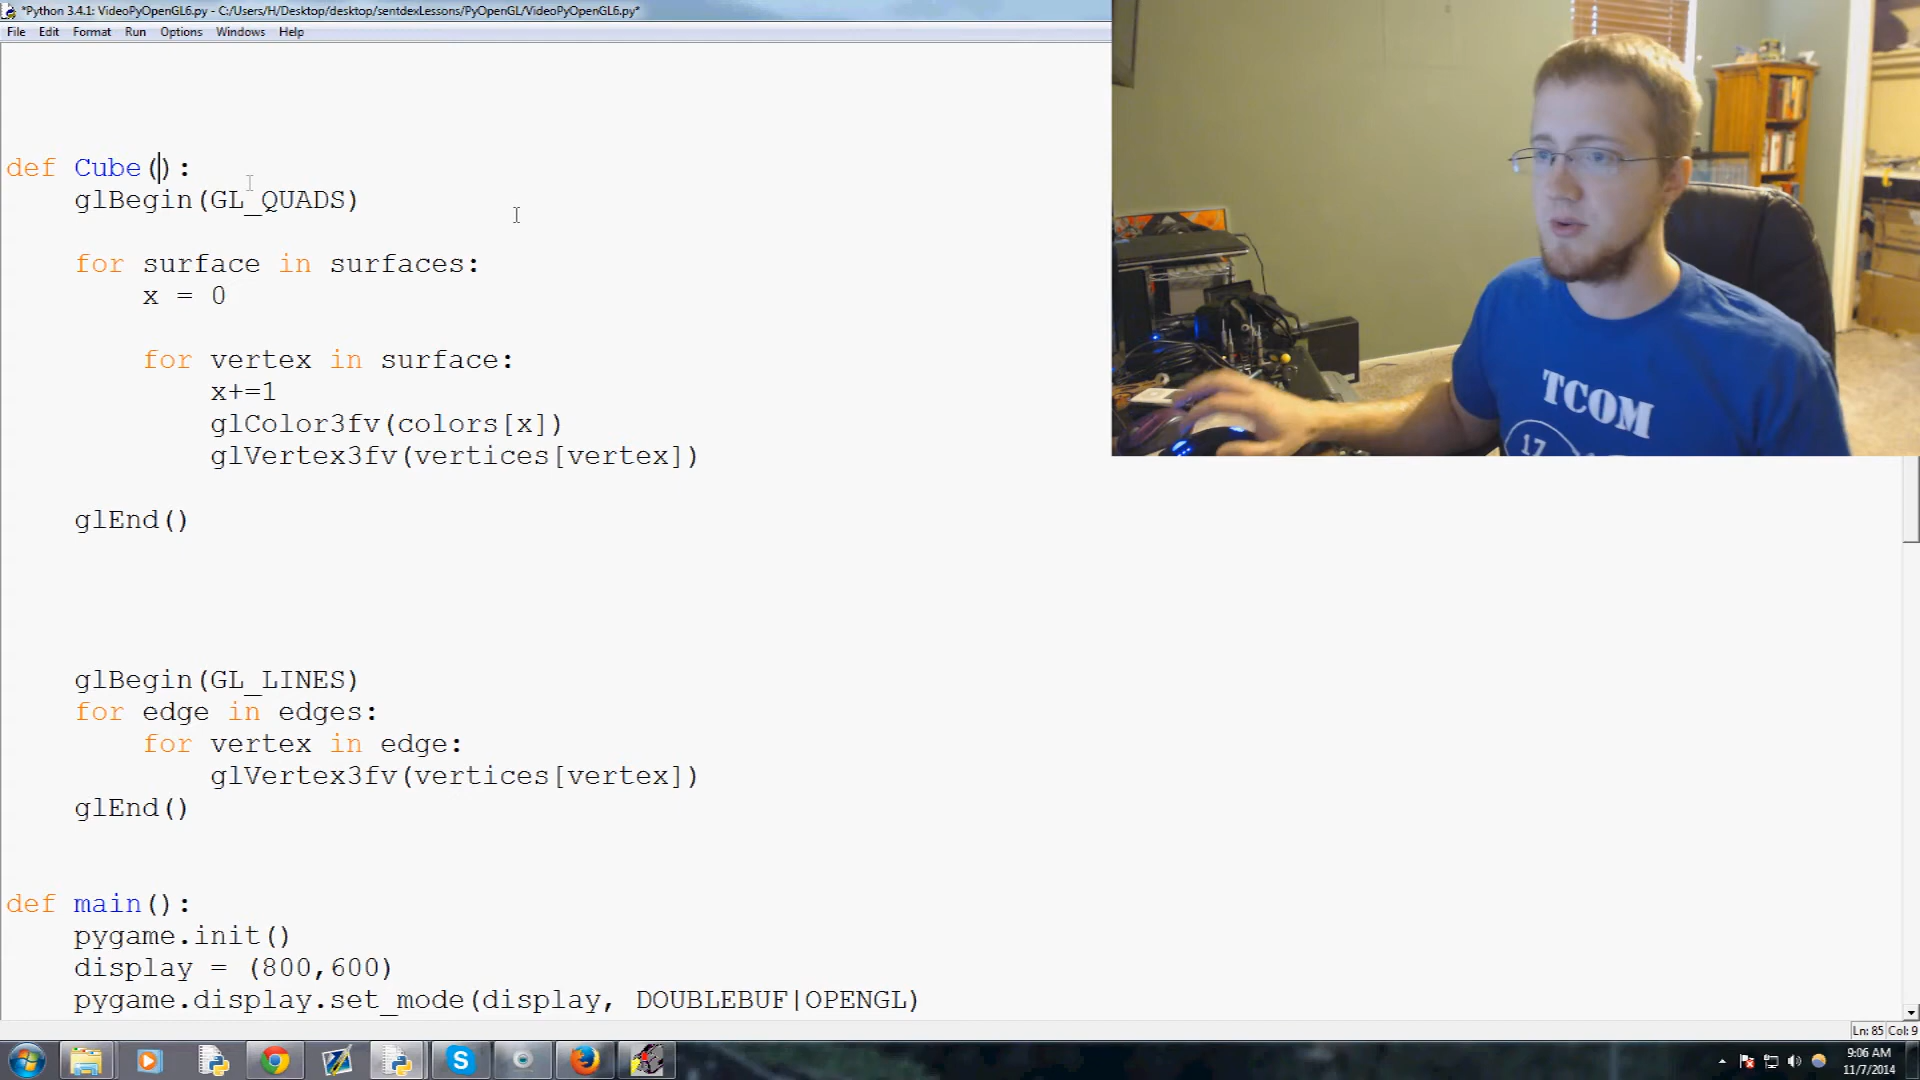 *Python 3.4.1: VideoPyOpenGL6.py - C:/Users/H/Desktop/desktop/sentdexLessons/PyOpenGL/VideoPyOpenGL6.py*
File Edit Format Run Options Windows Help
def Cube():
glBegin(GL_QUADS)
for surface in surfaces:
x = 0
for vertex in surface:
x+=1
glColor3fv(colors[x])
glVertex3fv(vertices[vertex])
glEnd()
glBegin(GL_LINES)
for edge in edges:
for vertex in edge:
glVertex3fv(vertices[vertex])
glEnd()
def main():
pygame.init()
display = (800,600)
pygame.display.set_mode(display, DOUBLEBUF|OPENGL)
TCOM
17
Ln: 85 Col: 9
9:06 AM
11/7/2014